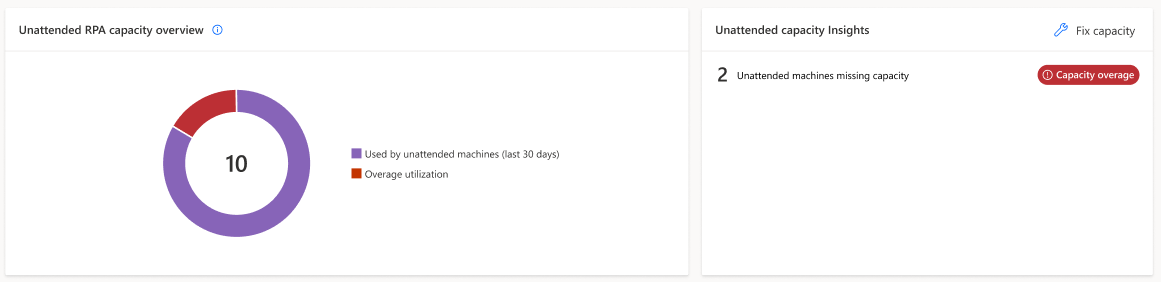 Unattended RPA capacity overview
10
Used by unattended machines (last 30 days)
Overage utilization
Unattended capacity Insights
Fix capacity
2 Unattended machines missing capacity
Capacity overage